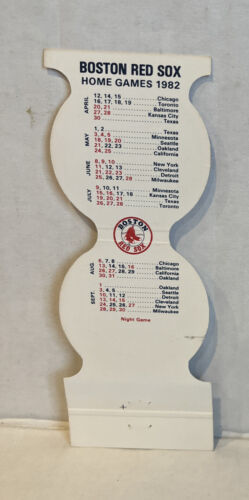 BOSTON RED SOX
HOME GAMES 1982
APRIL
12, 14, 15 Chicago
16, 17, 18, 19 Toronto
20, 21 Baltimore
27, 28 Kansas City
30 Texas
MAY
1, 2 Texas
3, 4, 5 Minnesota
Seattle
21, 22, 23 Oakland
24, 25 California
JUNE
8, 9, 10 New York
11, 12, 13 Cleveland
21, 22, 23 Detroit
25, 26, 27, 28 Milwaukee
JULY
9, 10, 11 Minnesota
15, 16, 17, 18 Kansas City
19, 20, 21 Texas
26, 27, 28 Toronto
BOSTON
RED SOX
AUG.
6, 7, 8 Chicago
13, 14, 15, 16 Baltimore
26, 27, 28, 29 California
30, 31 Oakland
SEPT.
1 Oakland
3, 4, 5 Seattle
10, 11, 12 Detroit
13, 14, 15 Cleveland
24, 25, 26, 27 New York
28, 29, 30 Milwaukee
Night Game